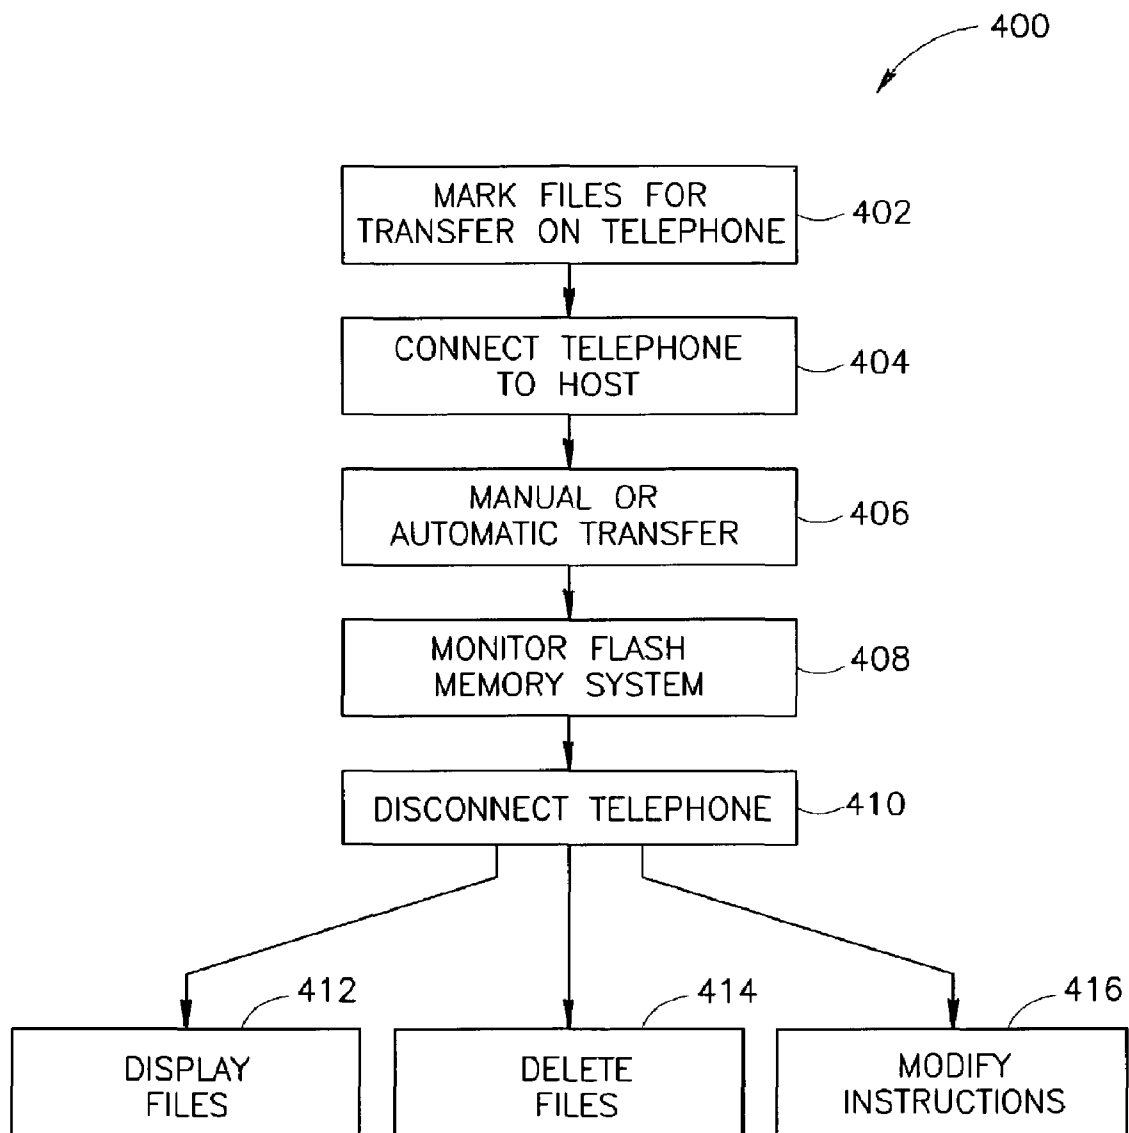 400
MARK FILES FOR
TRANSFER ON TELEPHONE
402
CONNECT TELEPHONE
TO HOST
404
MANUAL OR
AUTOMATIC TRANSFER
406
MONITOR FLASH
MEMORY SYSTEM
408
DISCONNECT TELEPHONE
410
412
DISPLAY
FILES
414
DELETE
FILES
416
MODIFY
INSTRUCTIONS